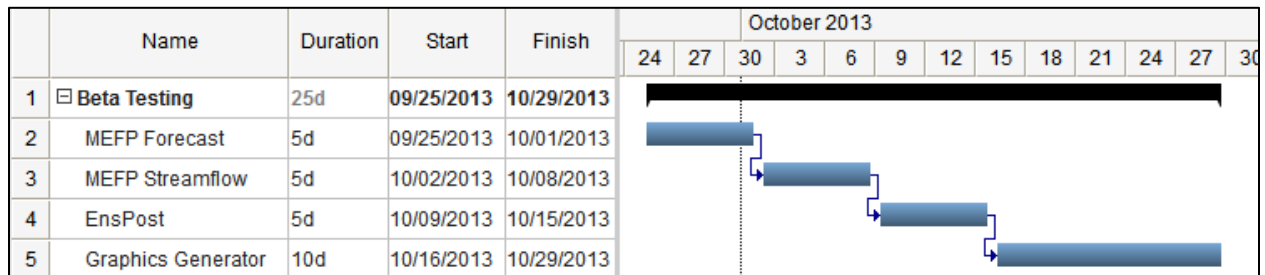 Name Duration Start Finish October 2013
24 27 30 3 6 9 12 15 18 21 24 27 30
1 Beta Testing 25d 09/25/2013 10/29/2013
2 MEFP Forecast 5d 09/25/2013 10/01/2013
3 MEFP Streamflow 5d 10/02/2013 10/08/2013
4 EnsPost 5d 10/09/2013 10/15/2013
5 Graphics Generator 10d 10/16/2013 10/29/2013